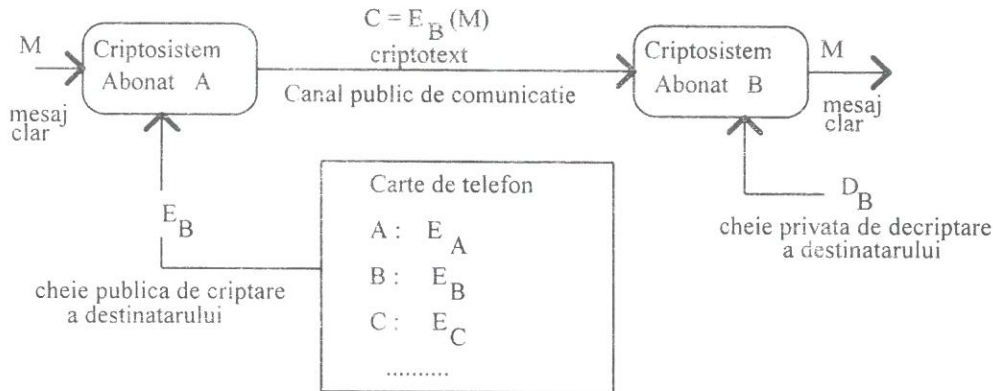 M
mesaj
clar
Criptosistem
Abonat A
C = E_B (M)
criptotext
Canal public de comunicatie
Criptosistem
Abonat B
M
mesaj
clar
E_B
cheie publica de criptare
a destinatarului
Carte de telefon
A : E_A
B : E_B
C : E_C
..........
D_B
cheie privata de decriptare
a destinatarului